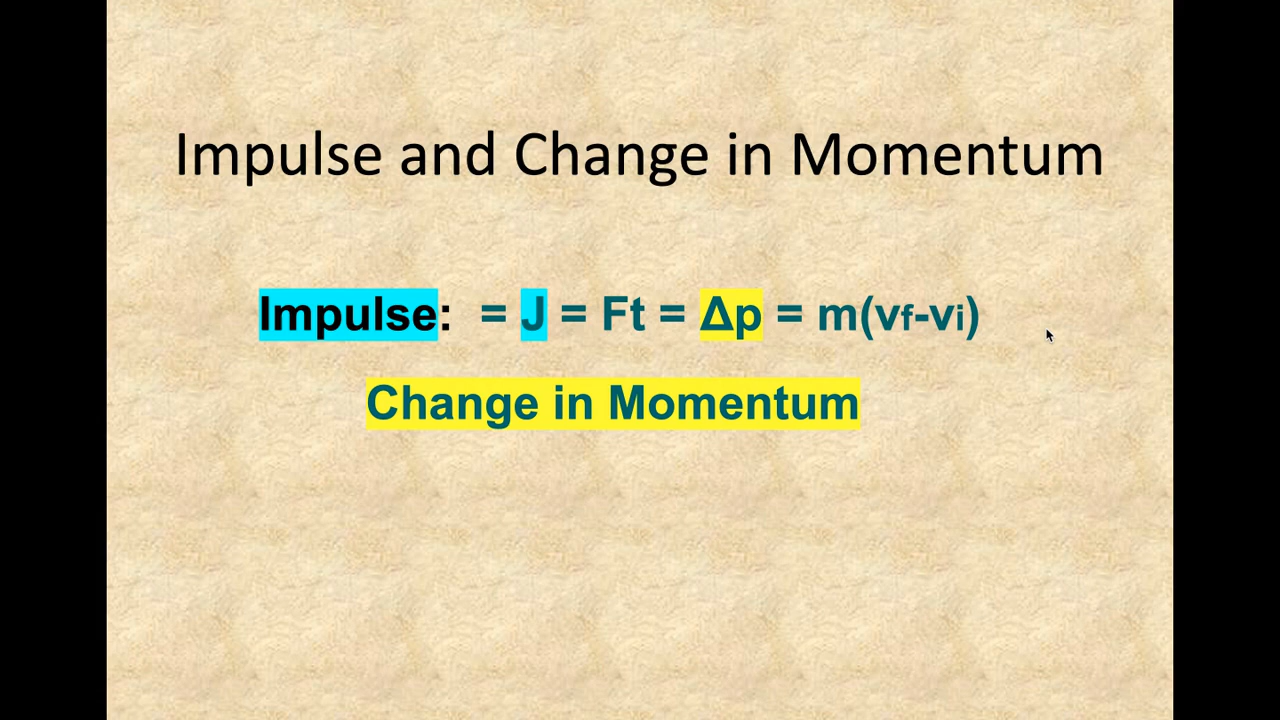 Impulse and Change in Momentum
Impulse: = J = Ft = Δp = m(vf-vi)
Change in Momentum